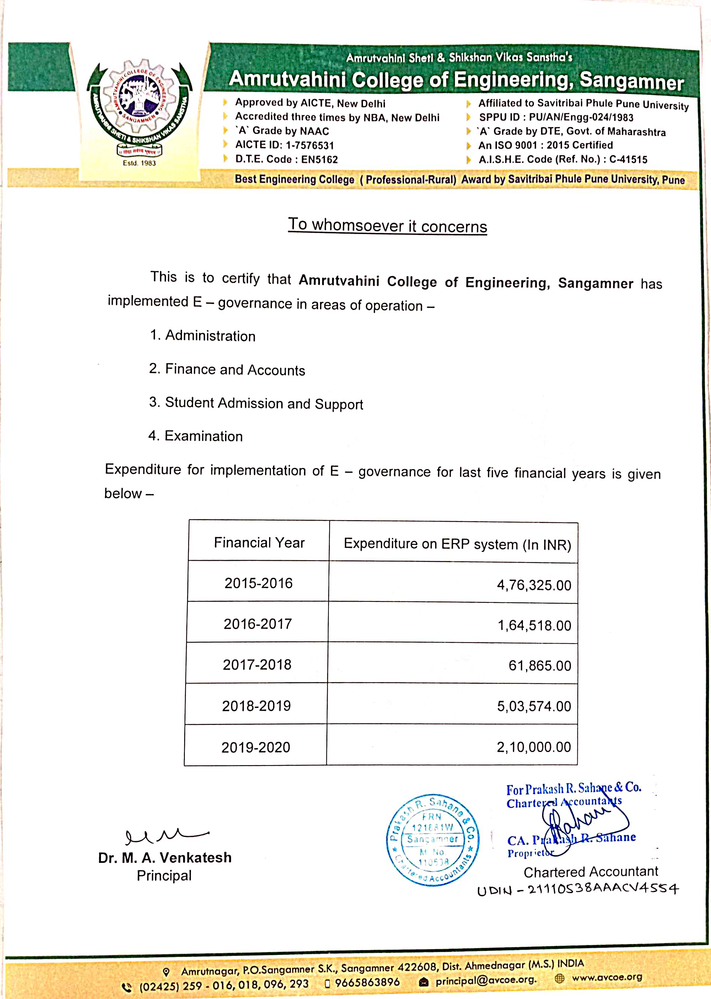 Amrutvahini Sheti & Shikshan Vikas Sanstha's
Amrutvahini College of Engineering, Sangamner
AMRUTVAHINI COLLEGE OF ENGINEERING
SANGAMNER
AMRUTVAHINI SHETI & SHIKSHAN VIKAS SANSTHA
Estd. 1983
Approved by AICTE, New Delhi
Accredited three times by NBA, New Delhi
`A` Grade by NAAC
AICTE ID: 1-7576531
D.T.E. Code : EN5162
Affiliated to Savitribai Phule Pune University
SPPU ID : PU/AN/Engg-024/1983
`A` Grade by DTE, Govt. of Maharashtra
An ISO 9001 : 2015 Certified
A.I.S.H.E. Code (Ref. No.) : C-41515
Best Engineering College ( Professional-Rural) Award by Savitribai Phule Pune University, Pune
To whomsoever it concerns
This is to certify that Amrutvahini College of Engineering, Sangamner has
implemented E – governance in areas of operation –
1. Administration
2. Finance and Accounts
3. Student Admission and Support
4. Examination
Expenditure for implementation of E – governance for last five financial years is given
below –
Financial Year Expenditure on ERP system (In INR)
2015-2016 4,76,325.00
2016-2017 1,64,518.00
2017-2018 61,865.00
2018-2019 5,03,574.00
2019-2020 2,10,000.00
Dr. M. A. Venkatesh
Principal
Prakash R. Sahane & Co.
FRN
Sangamner
M. No.
110538
Chartered Accountants
For Prakash R. Sahane & Co.
Chartered Accountants
CA. Prakash R. Sahane
Proprietor
Chartered Accountant
UDIN - 21110538AAACV4554
Amrutnagar, P.O.Sangamner S.K., Sangamner 422608, Dist. Ahmednagar (M.S.) INDIA
(02425) 259 - 016, 018, 096, 293 9665863896 principal@avcoe.org. www.avcoe.org